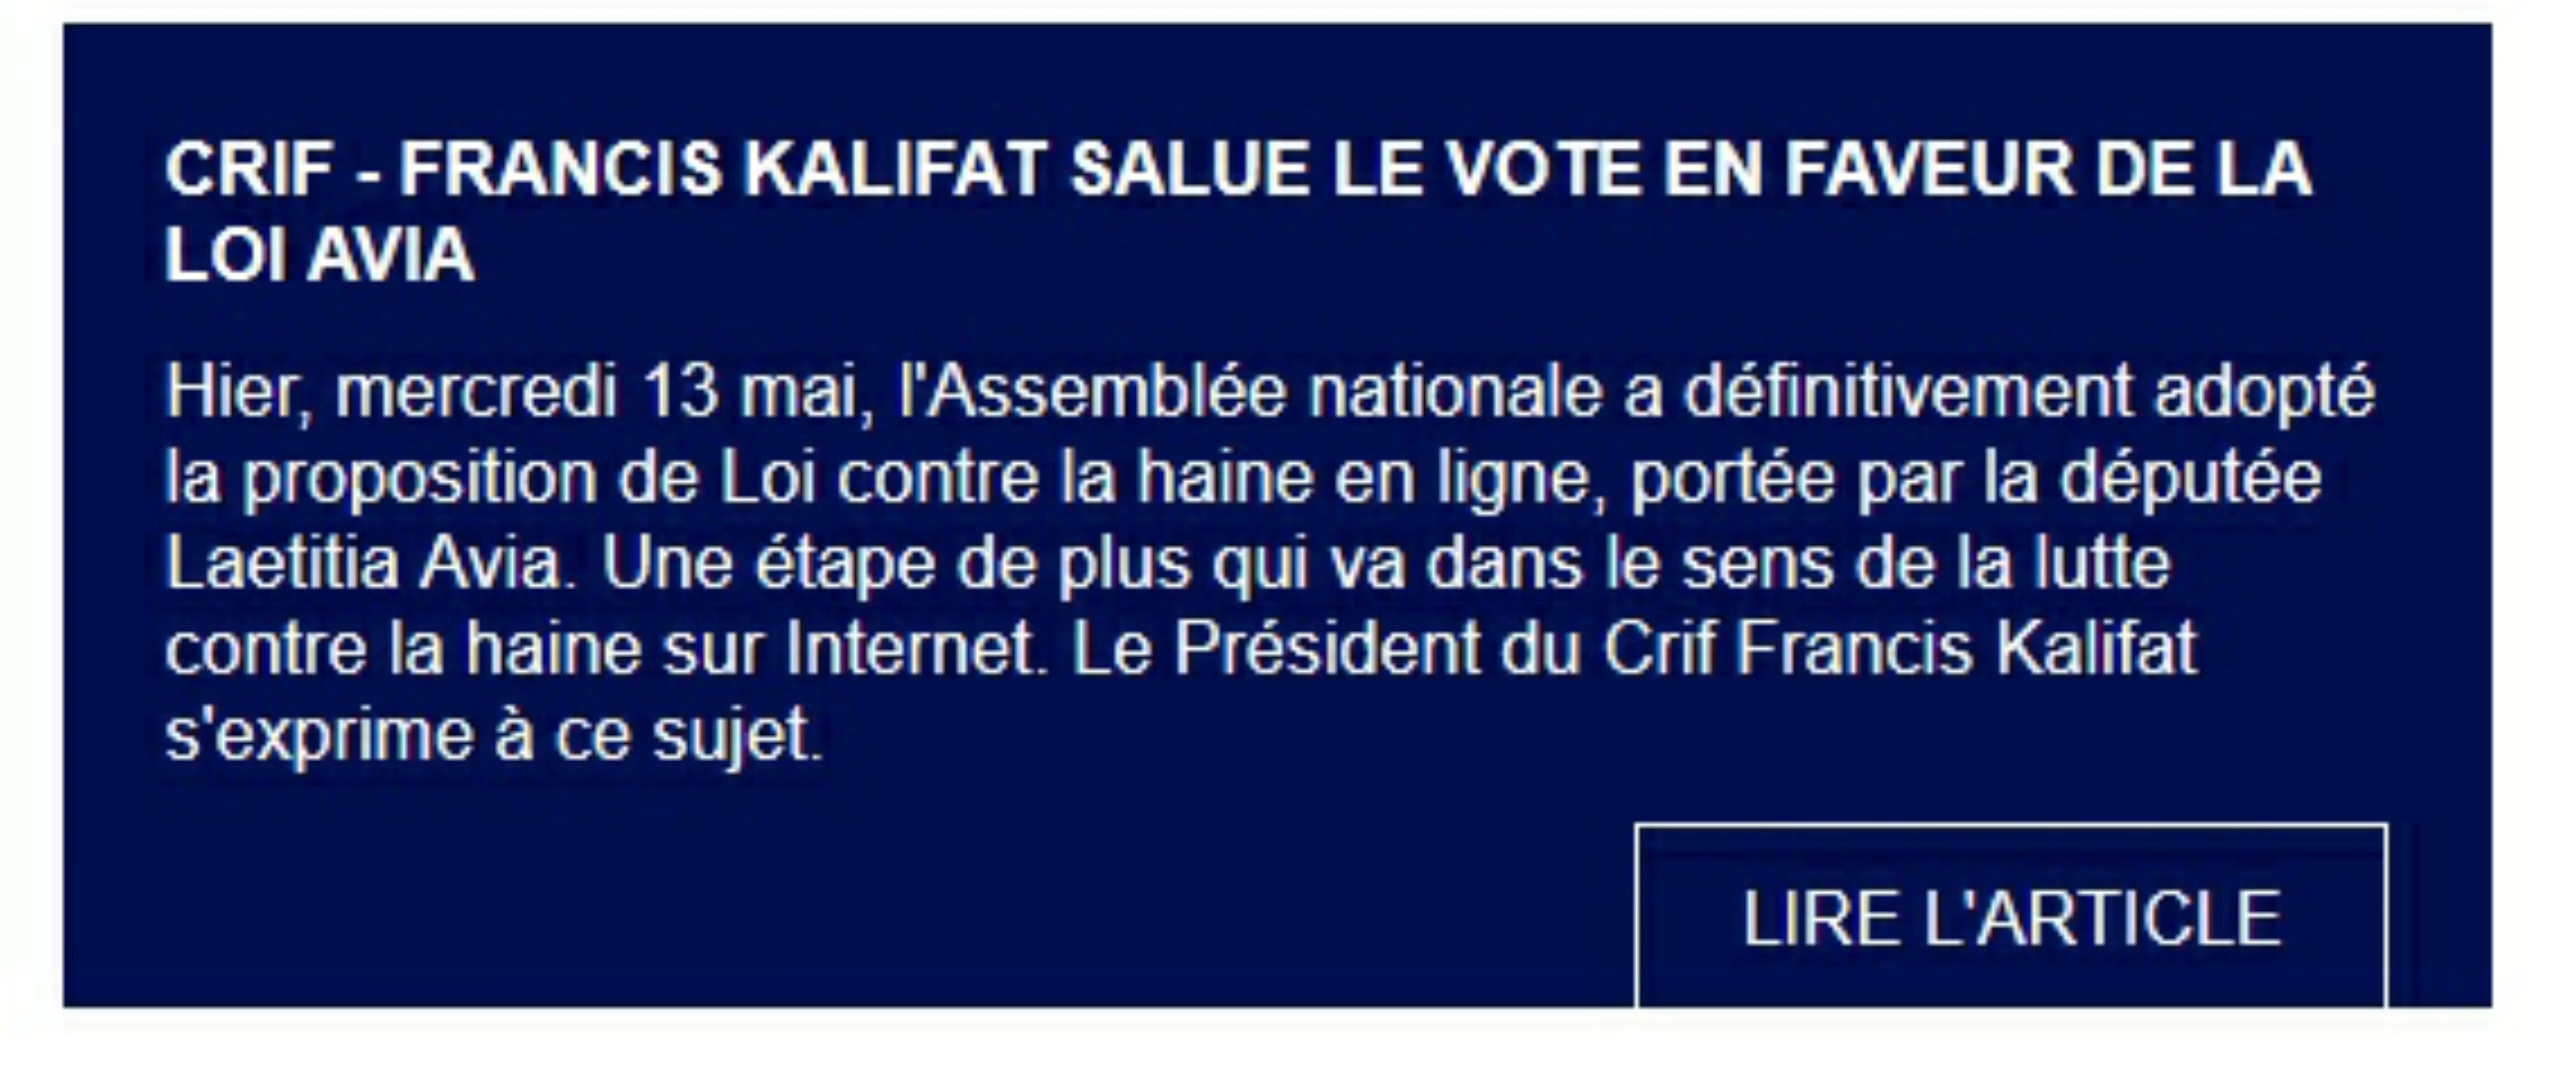 CRIF - FRANCIS KALIFAT SALUE LE VOTE EN FAVEUR DE LA
LOI AVIA
Hier, mercredi 13 mai, l'Assemblée nationale a définitivement adopté
la proposition de Loi contre la haine en ligne, portée par la députée
Laetitia Avia. Une étape de plus qui va dans le sens de la lutte
contre la haine sur Internet. Le Président du Crif Francis Kalifat
s'exprime à ce sujet.
LIRE L'ARTICLE